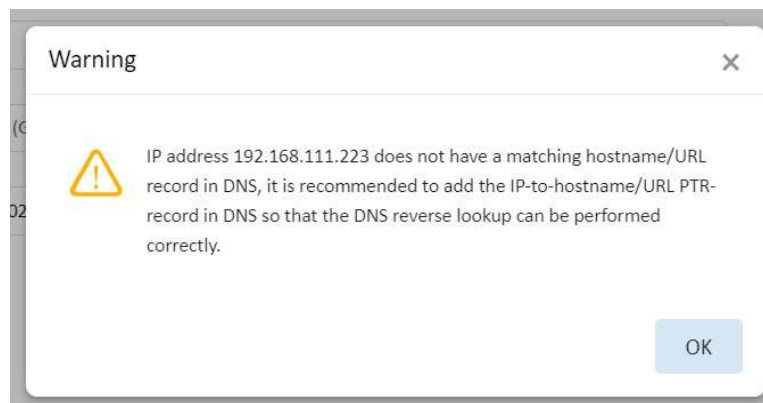 Warning
IP address 192.168.111.223 does not have a matching hostname/URL
record in DNS, it is recommended to add the IP-to-hostname/URL PTR-
record in DNS so that the DNS reverse lookup can be performed
correctly.
OK